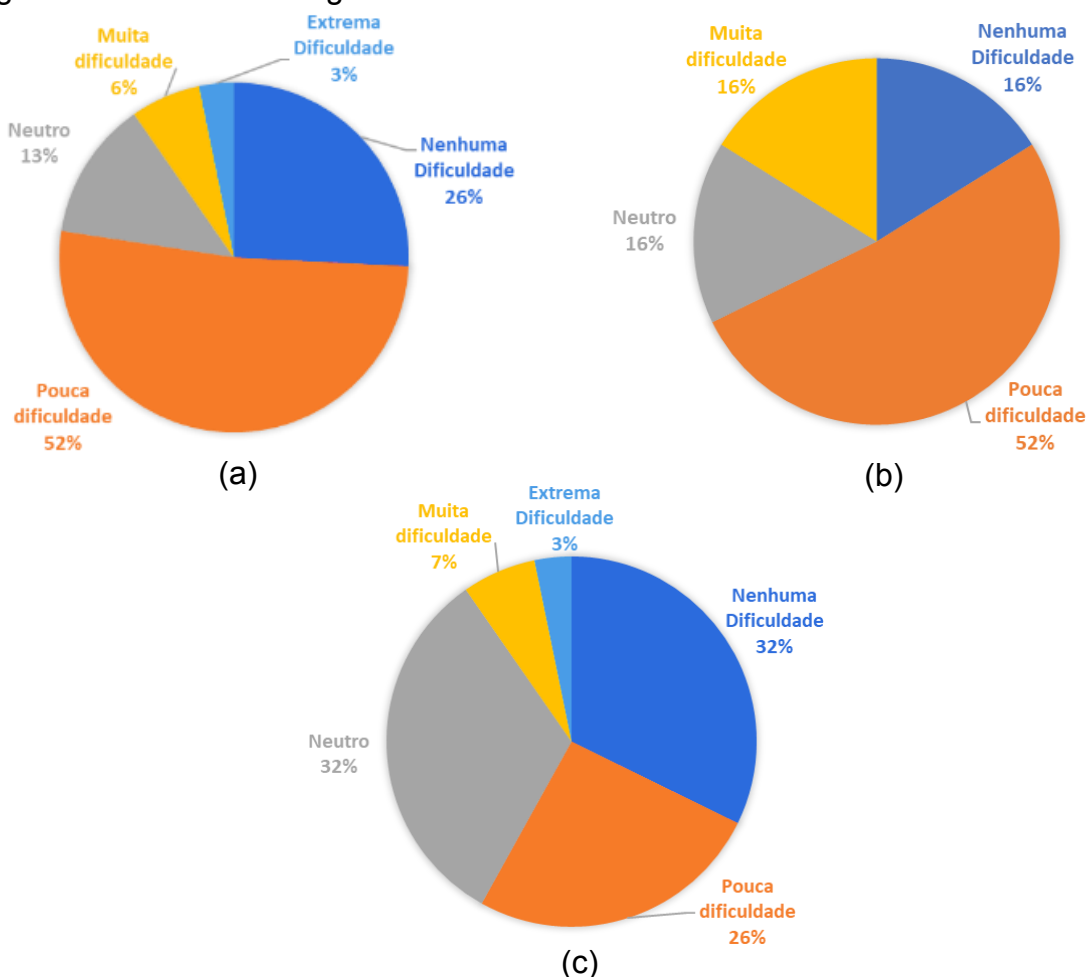 Muita
dificuldade
6%
Extrema
Dificuldade
3%
Neutro
13%
Nenhuma
Dificuldade
26%
Pouca
dificuldade
52%
(a)
Muita
dificuldade
16%
Nenhuma
Dificuldade
16%
Neutro
16%
Pouca
dificuldade
52%
(b)
Muita
dificuldade
7%
Extrema
Dificuldade
3%
Nenhuma
Dificuldade
32%
Neutro
32%
Pouca
dificuldade
26%
(c)